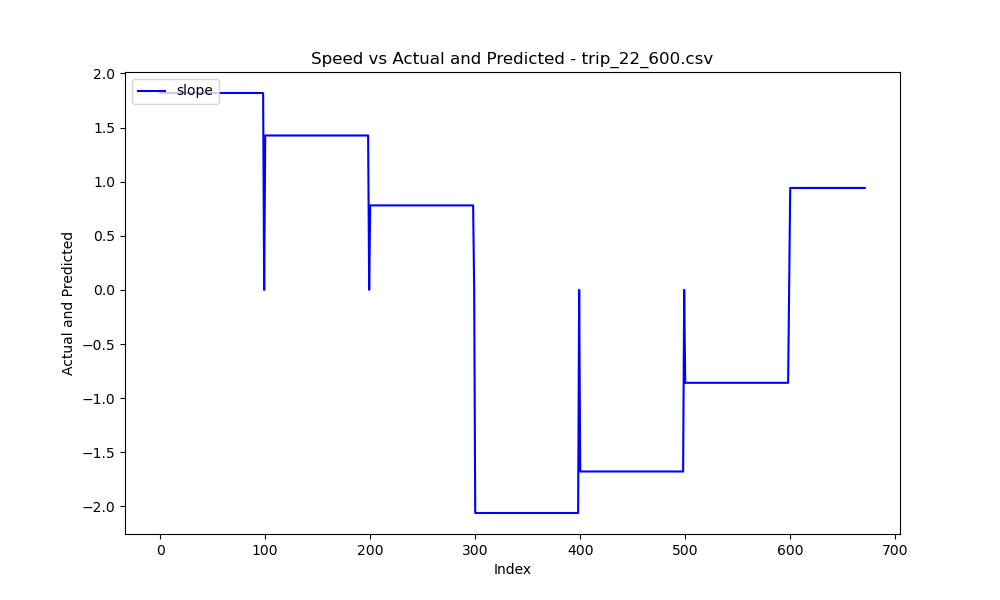 Speed vs Actual and Predicted - trip_22_600.csv
slope
2.0
1.5
1.0
0.5
0.0
−0.5
−1.0
−1.5
−2.0
Actual and Predicted
0 100 200 300 400 500 600 700
Index